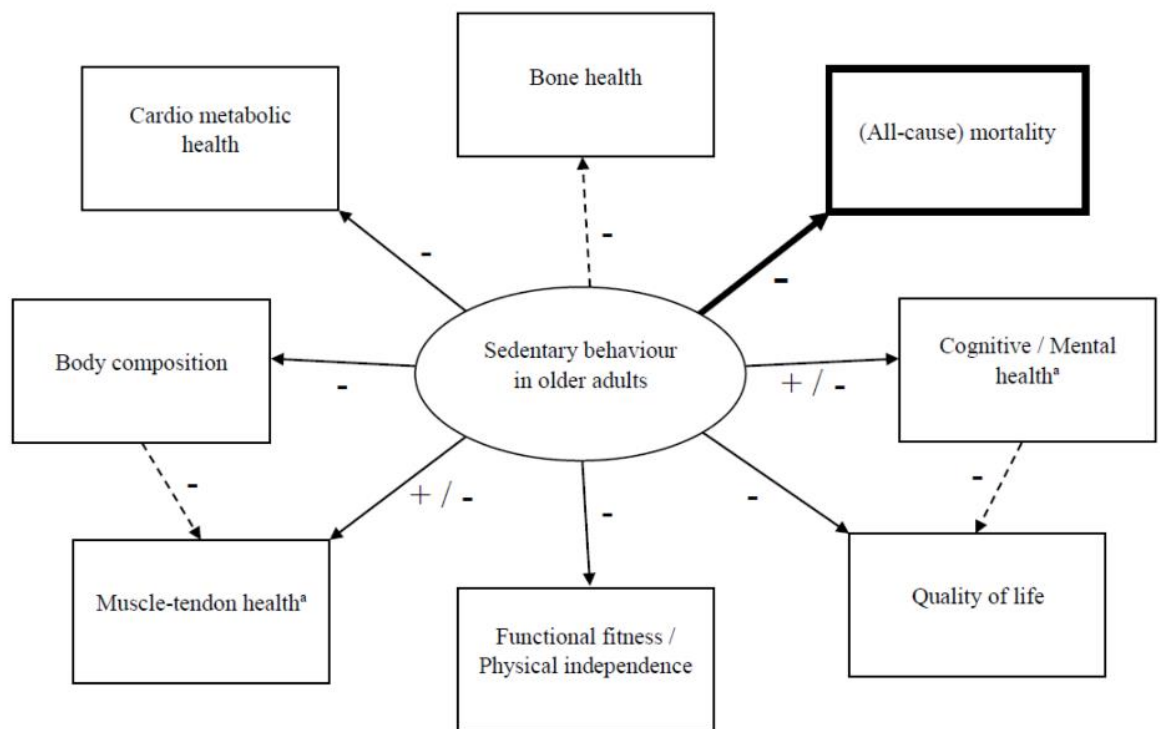 Bone health
Cardio metabolic
health
(All-cause) mortality
-
-
-
Sedentary behaviour
in older adults
Body composition
-
Cognitive / Mental
healthª
+ / -
-
+ / -
-
-
-
Muscle-tendon healthª
Functional fitness /
Physical independence
Quality of life